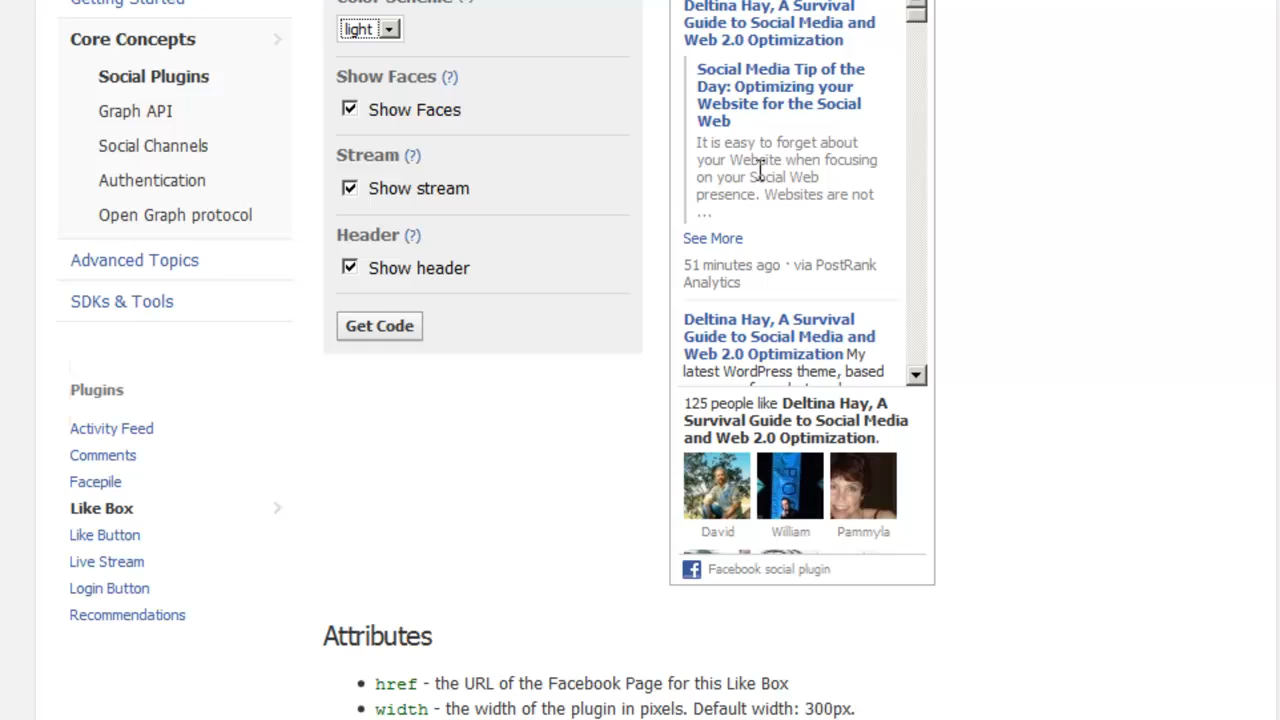 Getting Started
Core Concepts
Social Plugins
Graph API
Social Channels
Authentication
Open Graph protocol
Advanced Topics
SDKs & Tools
Plugins
Activity Feed
Comments
Facepile
Like Box
Like Button
Live Stream
Login Button
Recommendations
Color Scheme (?)
light
Show Faces (?)
Show Faces
Stream (?)
Show stream
Header (?)
Show header
Get Code
Deltina Hay, A Survival
Guide to Social Media and
Web 2.0 Optimization
Social Media Tip of the
Day: Optimizing your
Website for the Social
Web
It is easy to forget about
your Website when focusing
on your Social Web
presence. Websites are not
...
See More
51 minutes ago · via PostRank
Analytics
Deltina Hay, A Survival
Guide to Social Media and
Web 2.0 Optimization My
latest WordPress theme, based
125 people like Deltina Hay, A
Survival Guide to Social Media
and Web 2.0 Optimization.
David William Pammyla
Facebook social plugin
Attributes
• href - the URL of the Facebook Page for this Like Box
• width - the width of the plugin in pixels. Default width: 300px.